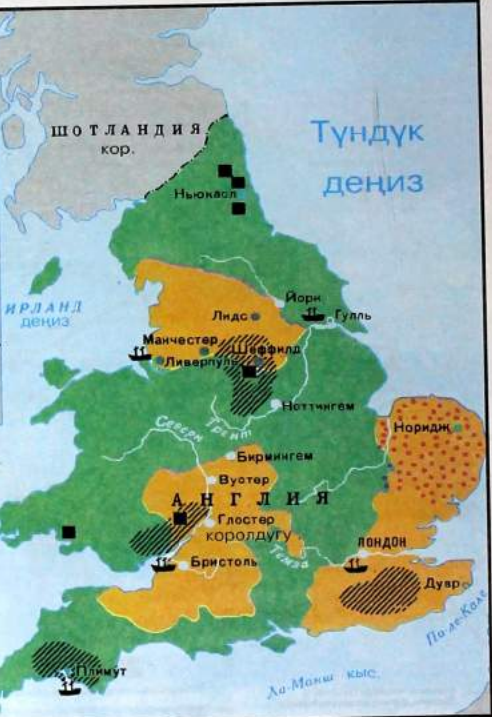 ШОТЛАНДИЯ
кор.
Түндүк
деңиз
Ньюкасл
ИРЛАНД
деңиз
Йорк
Лидс
Гулль
Манчестер
Шеффилд
Ливерпуль
Ноттингем
Трент
Северн
Норидж
Бирмингем
Вустер
АНГЛИЯ
Глостер
королдугу
ЛОНДОН
Темза
Бристоль
Дувр
Па-де-Кале
Плимут
Ла-Манш кыс.